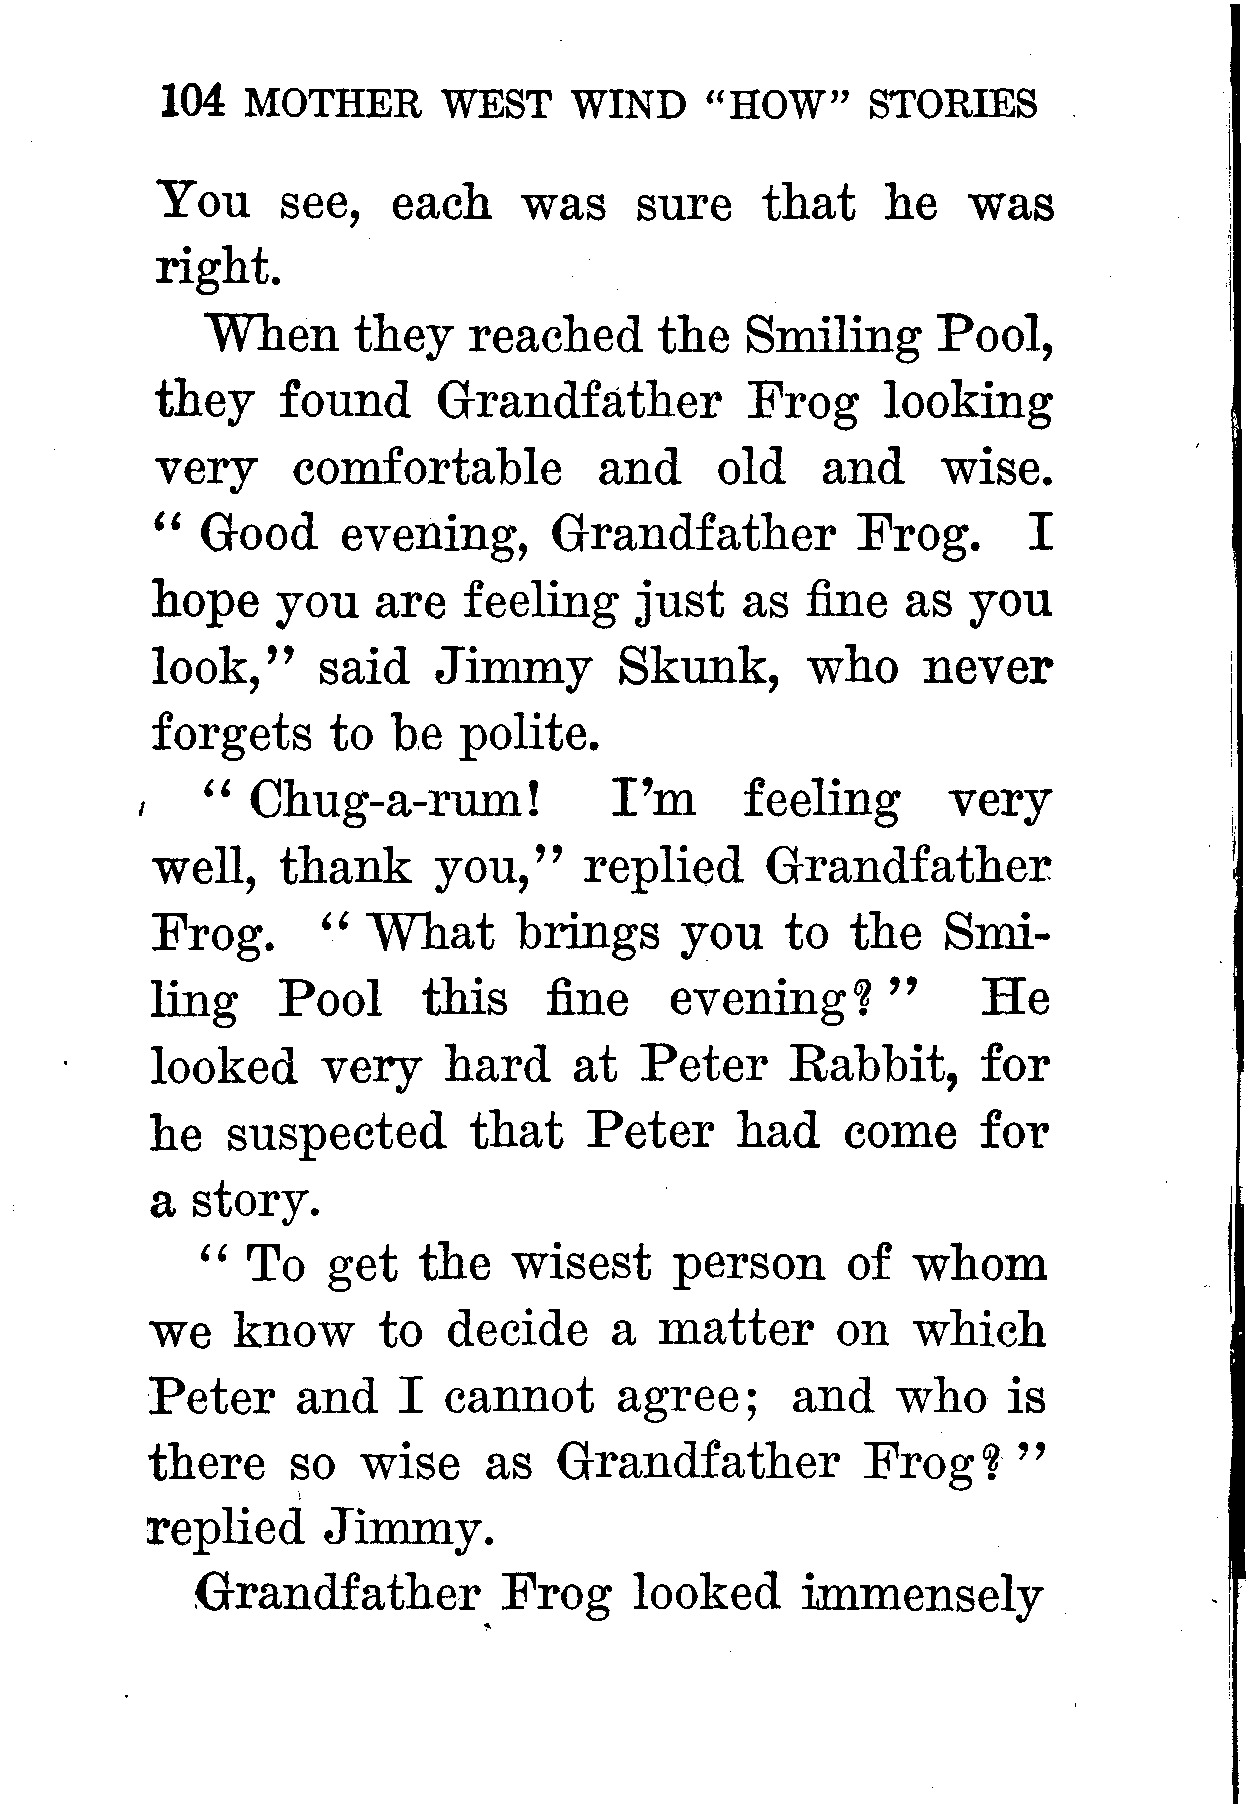 104 MOTHER WEST WIND "HOW" STORIES
You see, each was sure that he was
right.
When they reached the Smiling Pool,
they found Grandfather Frog looking
very comfortable and old and wise.
" Good evening, Grandfather Frog. I
hope you are feeling just as fine as you
look," said Jimmy Skunk, who never
forgets to be polite.
" Chug-a-rum! I'm feeling very
well, thank you," replied Grandfather
Frog. " What brings you to the Smi-
ling Pool this fine evening? " He
looked very hard at Peter Rabbit, for
he suspected that Peter had come for
a story.
" To get the wisest person of whom
we know to decide a matter on which
Peter and I cannot agree; and who is
there so wise as Grandfather Frog? "
replied Jimmy.
Grandfather Frog looked immensely